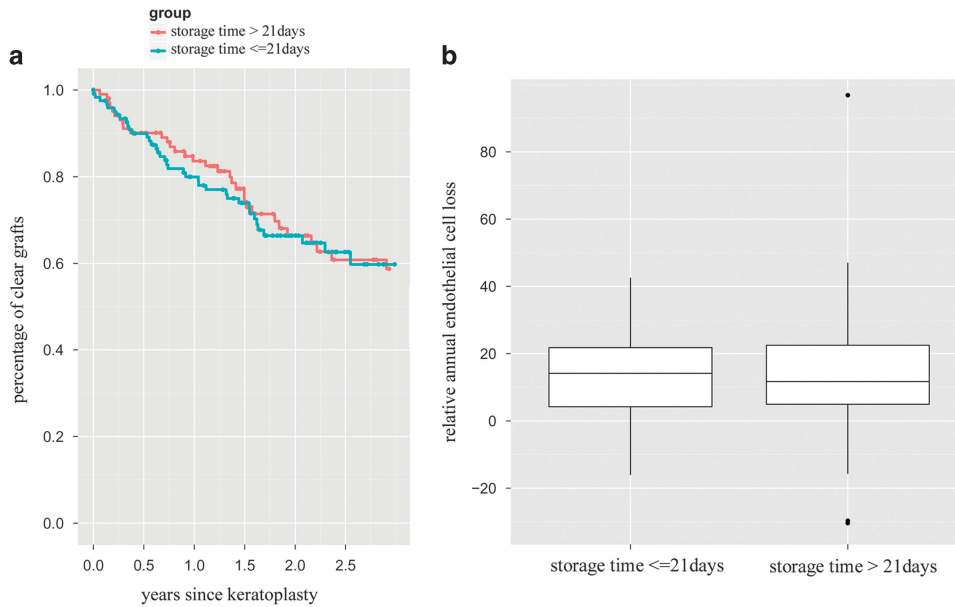 group
storage time > 21days
storage time <=21days
a
percentage of clear grafts
1.0
0.8
0.6
0.4
0.2
0.0
0.0 0.5 1.0 1.5 2.0 2.5
years since keratoplasty
b
relative annual endothelial cell loss
80
60
40
20
0
−20
storage time <=21days storage time > 21days